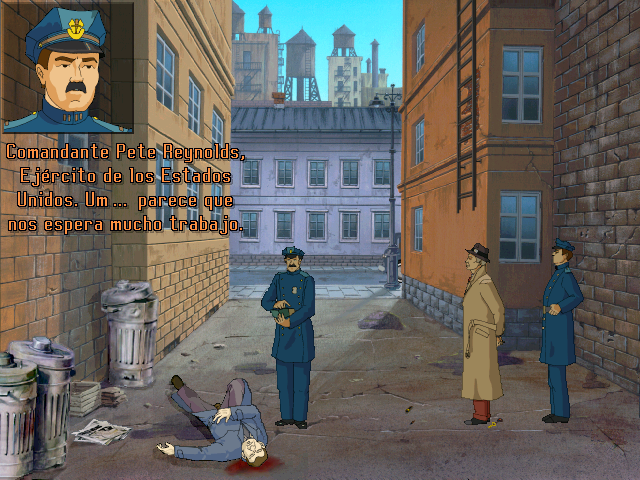 Comandante Pete Reynolds,
Ejército de los Estados
Unidos. Um ... parece que
nos espera mucho trabajo.